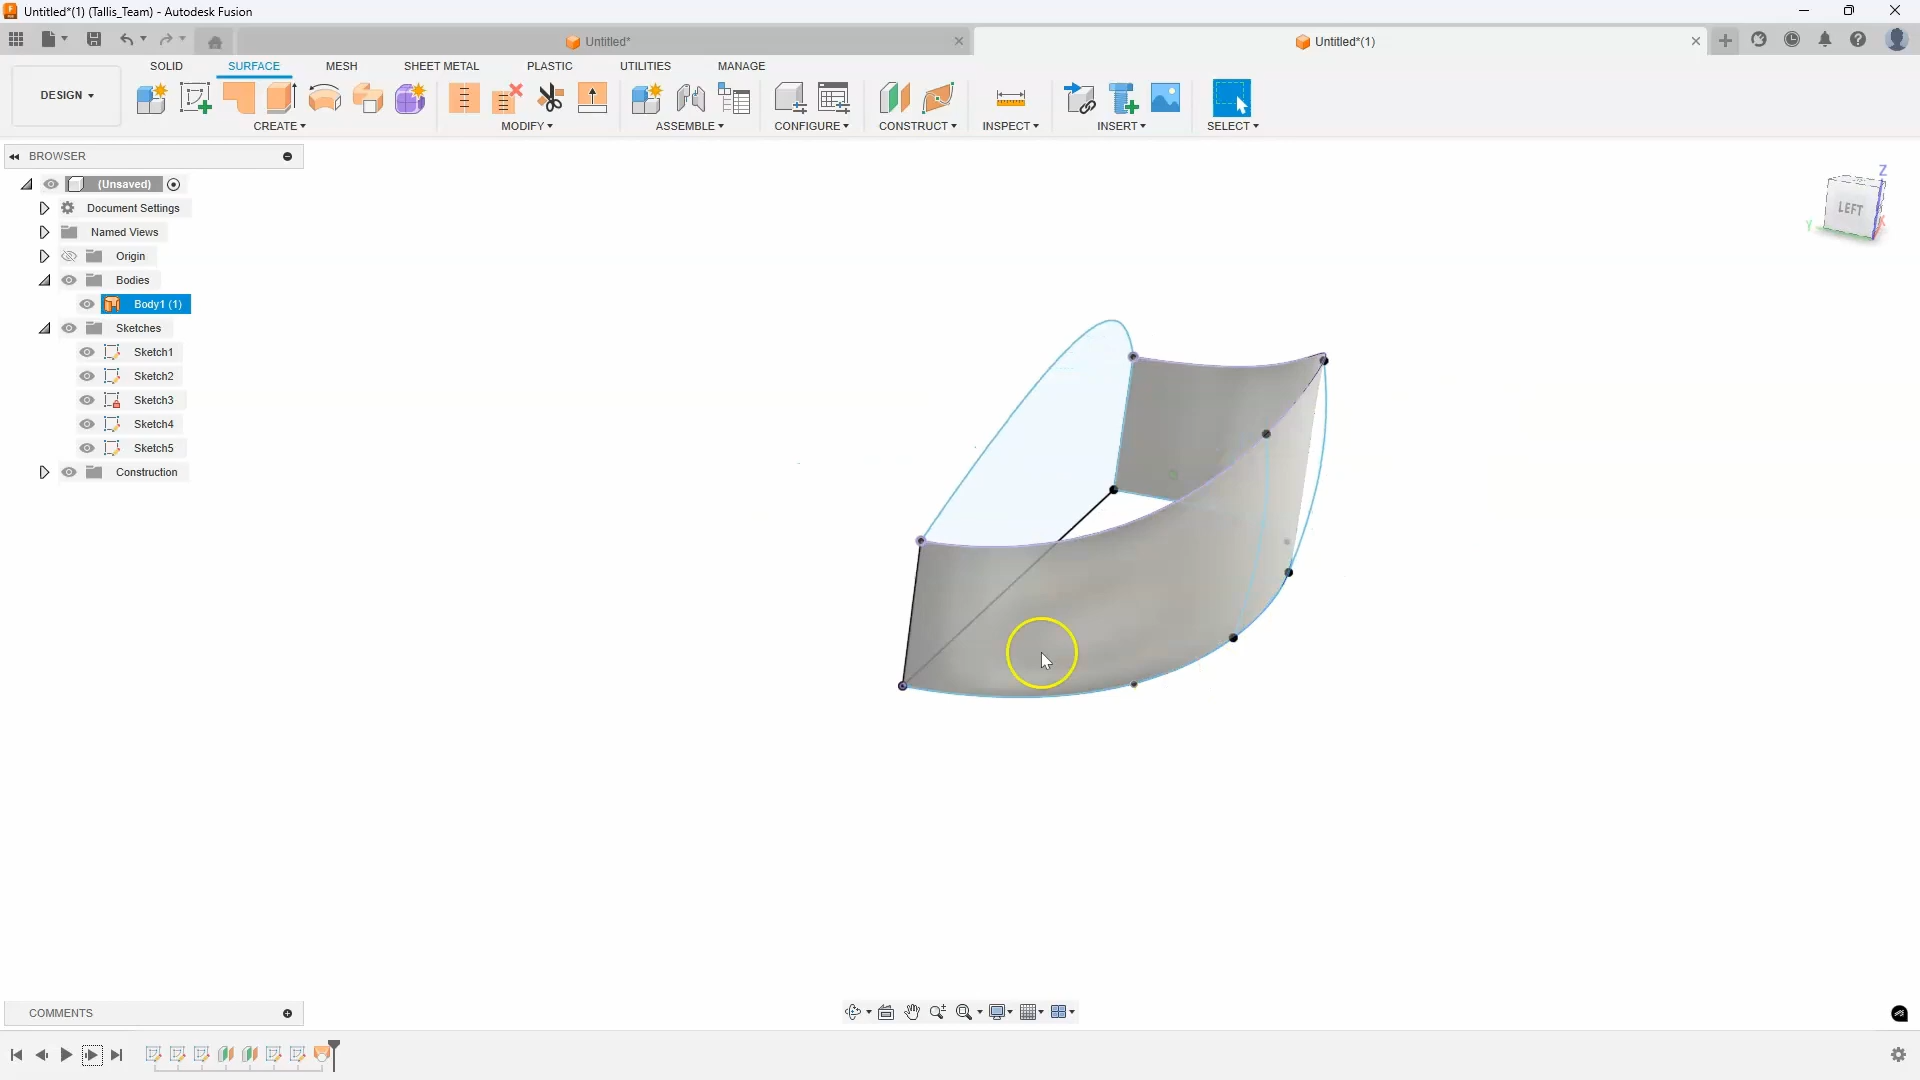 Untitled*(1) (Tallis_Team) - Autodesk Fusion
Untitled*
Untitled*(1)
SOLID SURFACE MESH SHEET METAL PLASTIC UTILITIES MANAGE
DESIGN
CREATE MODIFY ASSEMBLE CONFIGURE CONSTRUCT INSPECT INSERT SELECT
BROWSER
(Unsaved)
Document Settings
Named Views
Origin
Bodies
Body1 (1)
Sketches
Sketch1
Sketch2
Sketch3
Sketch4
Sketch5
Construction
Z
LEFT
Y
X
COMMENTS